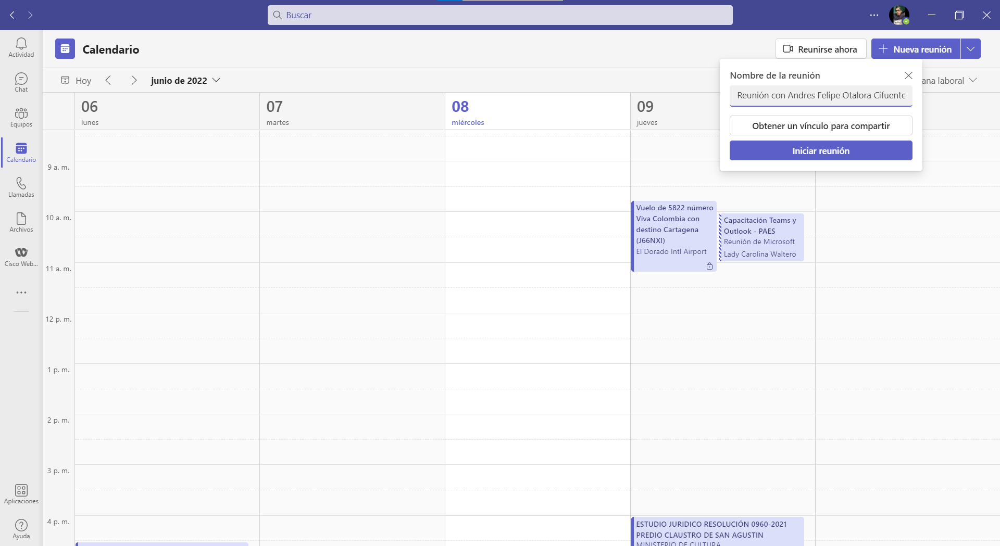 Buscar
Actividad
Chat
Equipos
Calendario
Llamadas
Archivos
Cisco Web...
Aplicaciones
Ayuda
Calendario
Reunirse ahora
Nueva reunión
Hoy
junio de 2022
ana laboral
Nombre de la reunión
Reunión con Andres Felipe Otalora Cifuente
Obtener un vínculo para compartir
Iniciar reunión
06
lunes
07
martes
08
miércoles
09
jueves
9 a. m.
10 a. m.
11 a. m.
12 p. m.
1 p. m.
2 p. m.
3 p. m.
4 p. m.
Vuelo de 5822 número
Viva Colombia con
destino Cartagena
(J66NXI)
El Dorado Intl Airport
Capacitación Teams y
Outlook - PAES
Reunión de Microsoft
Lady Carolina Waltero
ESTUDIO JURIDICO RESOLUCIÓN 0960-2021
PREDIO CLAUSTRO DE SAN AGUSTIN
MINISTERIO DE CULTURA